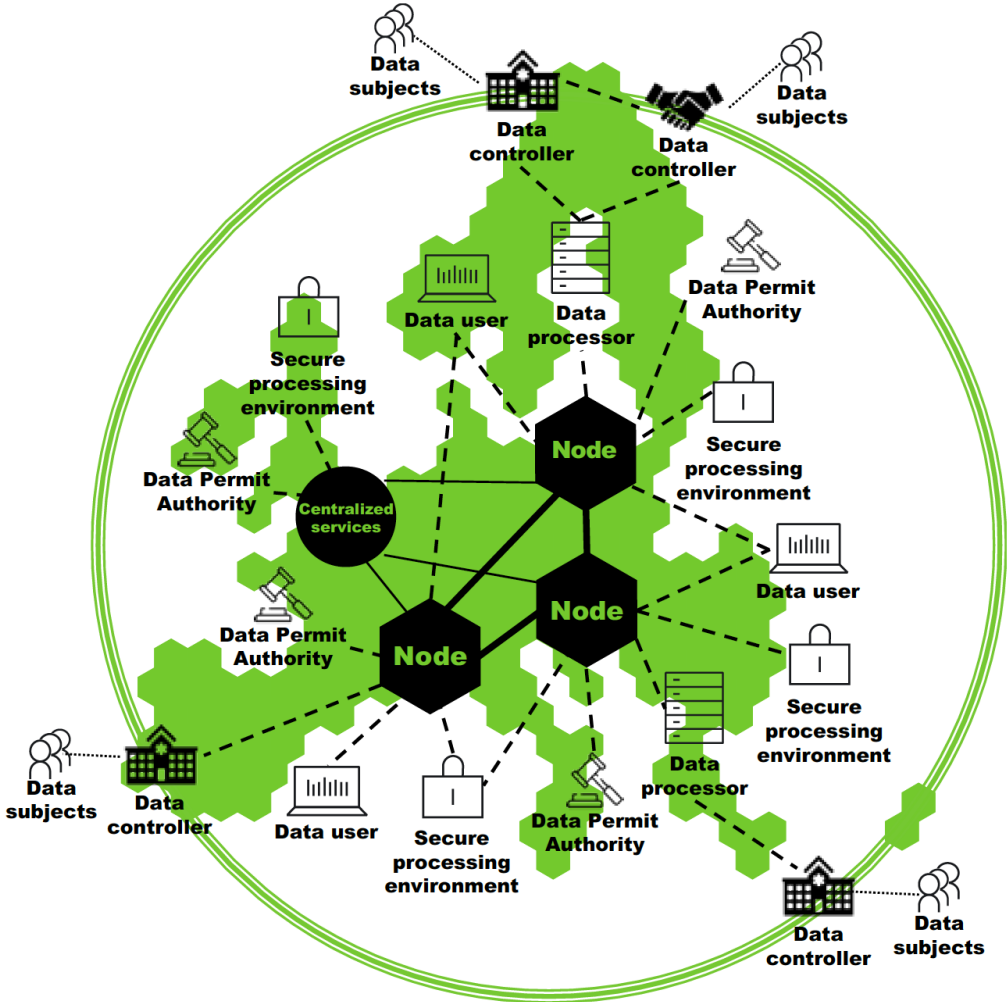 Data
subjects
Data
subjects
Data
controller
Data
controller
Data Permit
Authority
Data user
Data
processor
Secure
processing
environment
Secure
processing
environment
Node
Data Permit
Authority
Centralized
services
Data user
Node
Data Permit
Authority
Node
Secure
processing
environment
Data
processor
Data
subjects
Data
controller
Data user
Secure
processing
environment
Data Permit
Authority
Data
controller
Data
subjects